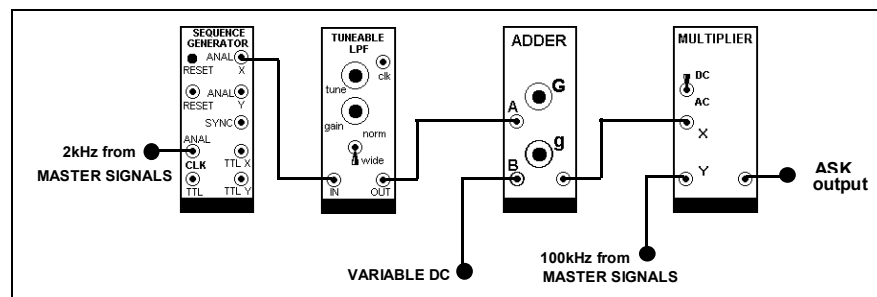 SEQUENCE
GENERATOR
ANAL
X
RESET
ANAL
Y
RESET
SYNC
ANAL
CLK
TTL X
TTL
TTL Y
2kHz from
MASTER SIGNALS
TUNEABLE
LPF
clk
tune
gain
norm
wide
IN
OUT
ADDER
G
A
g
B
VARIABLE DC
MULTIPLIER
DC
AC
X
Y
100kHz from
MASTER SIGNALS
ASK
output